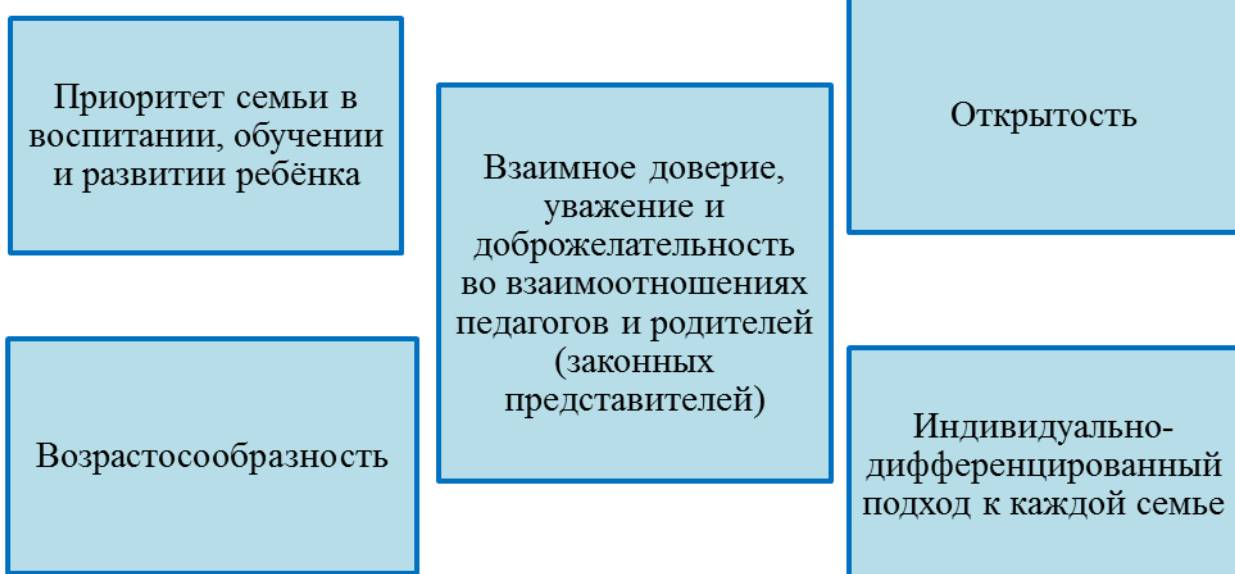 Приоритет семьи в
воспитании, обучении
и развитии ребёнка
Взаимное доверие,
уважение и
доброжелательность
во взаимоотношениях
педагогов и родителей
(законных
представителей)
Открытость
Возрастосообразность
Индивидуально-
дифференцированный
подход к каждой семье